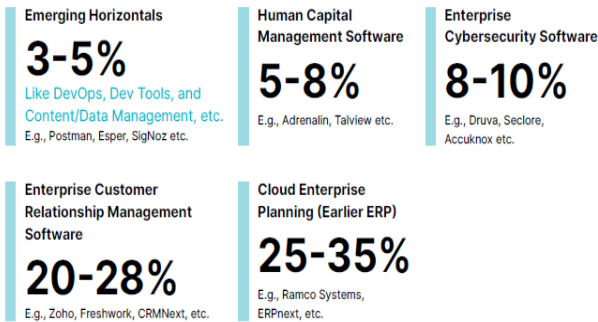 Emerging Horizontals
3-5%
Like DevOps, Dev Tools, and
Content/Data Management, etc.
E.g., Postman, Esper, SigNoz etc.
Human Capital
Management Software
5-8%
E.g., Adrenalin, Talview etc.
Enterprise
Cybersecurity Software
8-10%
E.g., Druva, Seclore,
Accuknox etc.
Enterprise Customer
Relationship Management
Software
20-28%
E.g., Zoho, Freshwork, CRMNext, etc.
Cloud Enterprise
Planning (Earlier ERP)
25-35%
E.g., Ramco Systems,
ERPnext, etc.